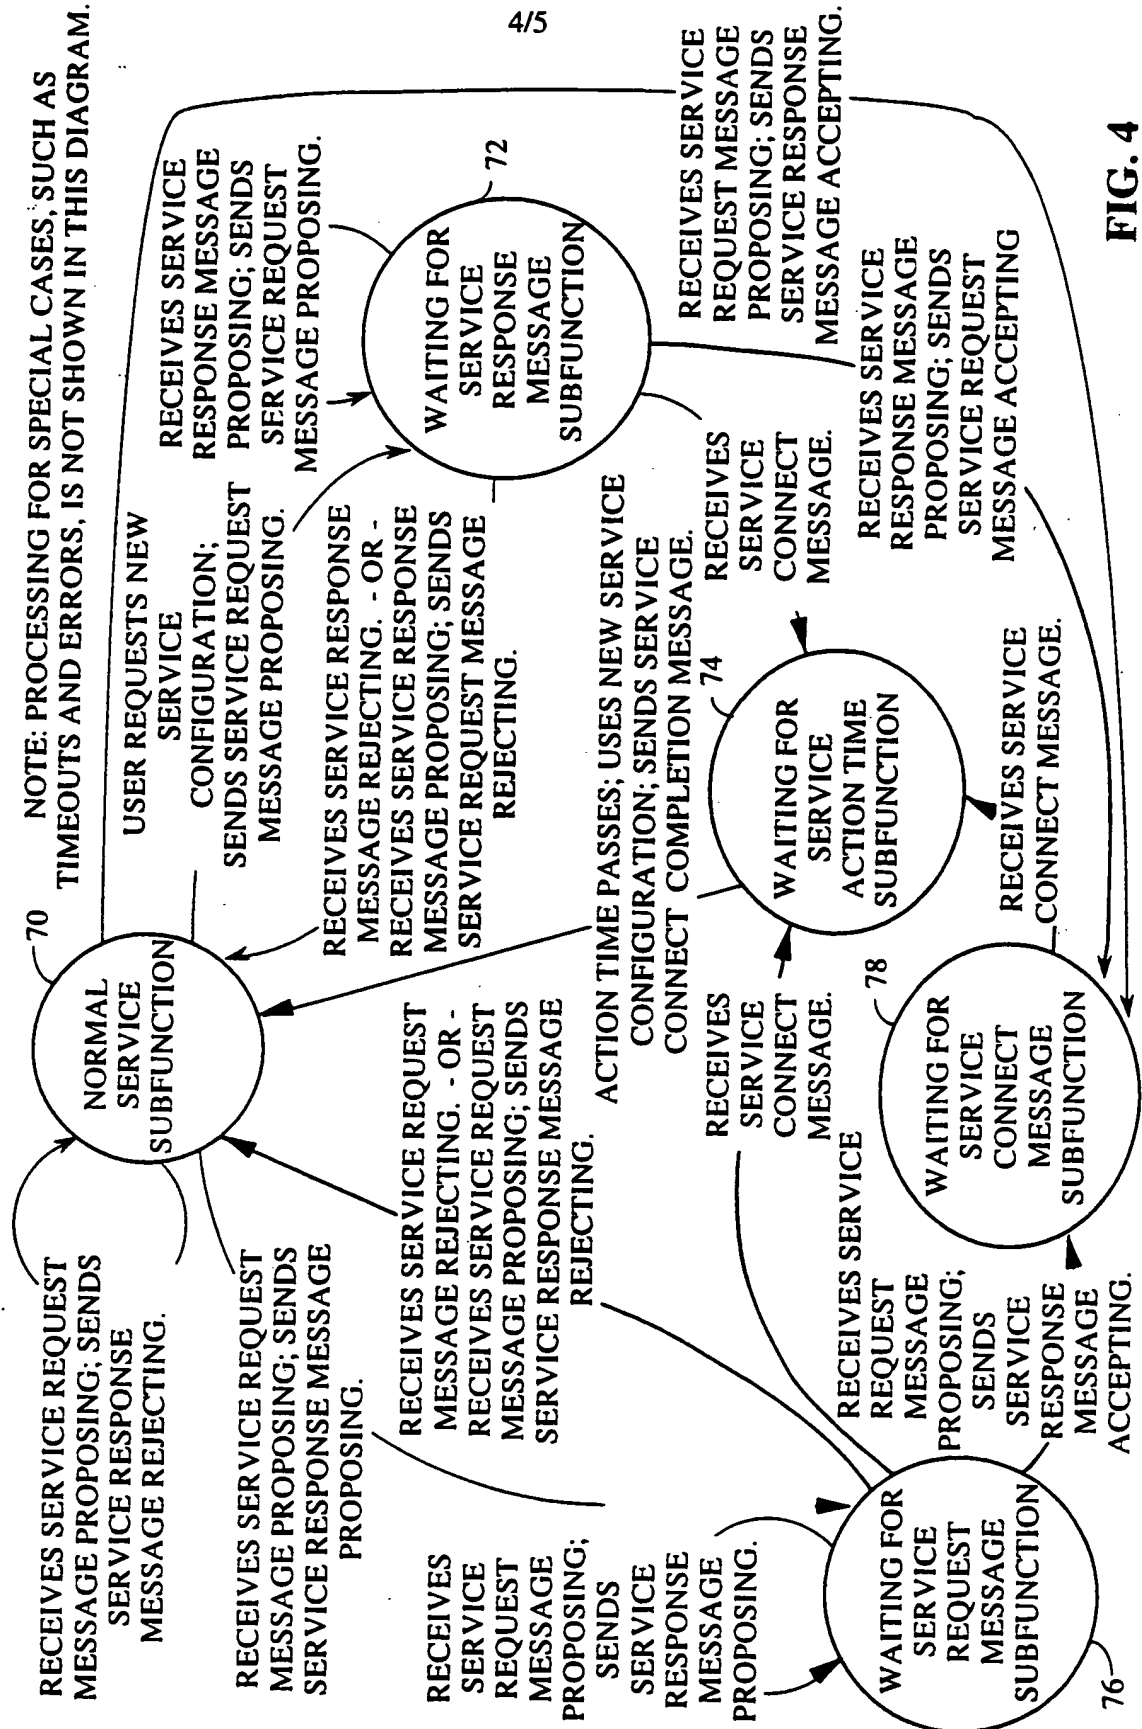 4/5
NOTE: PROCESSING FOR SPECIAL CASES, SUCH AS
TIMEOUTS AND ERRORS, IS NOT SHOWN IN THIS DIAGRAM.
70
NORMAL
SERVICE
SUBFUNCTION
RECEIVES SERVICE REQUEST
MESSAGE PROPOSING; SENDS
SERVICE RESPONSE
MESSAGE REJECTING.
RECEIVES SERVICE REQUEST
MESSAGE PROPOSING; SENDS
SERVICE RESPONSE MESSAGE
PROPOSING.
USER REQUESTS NEW
SERVICE
CONFIGURATION;
SENDS SERVICE REQUEST
MESSAGE PROPOSING.
RECEIVES SERVICE
RESPONSE MESSAGE
PROPOSING; SENDS
SERVICE REQUEST
MESSAGE PROPOSING.
72
WAITING FOR
SERVICE
RESPONSE
MESSAGE
SUBFUNCTION
RECEIVES SERVICE RESPONSE
MESSAGE REJECTING. - OR -
RECEIVES SERVICE RESPONSE
MESSAGE PROPOSING; SENDS
SERVICE REQUEST MESSAGE
REJECTING.
RECEIVES SERVICE REQUEST
MESSAGE REJECTING. - OR -
RECEIVES SERVICE REQUEST
MESSAGE PROPOSING; SENDS
SERVICE RESPONSE MESSAGE
REJECTING.
ACTION TIME PASSES; USES NEW SERVICE
CONFIGURATION; SENDS SERVICE
CONNECT COMPLETION MESSAGE.
RECEIVES
SERVICE
CONNECT
MESSAGE.
RECEIVES SERVICE
REQUEST MESSAGE
PROPOSING; SENDS
SERVICE RESPONSE
MESSAGE ACCEPTING.
RECEIVES SERVICE
RESPONSE MESSAGE
PROPOSING; SENDS
SERVICE REQUEST
MESSAGE ACCEPTING
74
WAITING FOR
SERVICE
ACTION TIME
SUBFUNCTION
RECEIVES
SERVICE
CONNECT
MESSAGE.
RECEIVES SERVICE
CONNECT MESSAGE.
78
WAITING FOR
SERVICE
CONNECT
MESSAGE
SUBFUNCTION
RECEIVES
SERVICE
REQUEST
MESSAGE
PROPOSING;
SENDS
SERVICE
RESPONSE
MESSAGE
PROPOSING.
RECEIVES SERVICE
REQUEST
MESSAGE
PROPOSING;
SENDS
SERVICE
RESPONSE
MESSAGE
ACCEPTING.
WAITING FOR
SERVICE
REQUEST
MESSAGE
SUBFUNCTION
76
FIG. 4